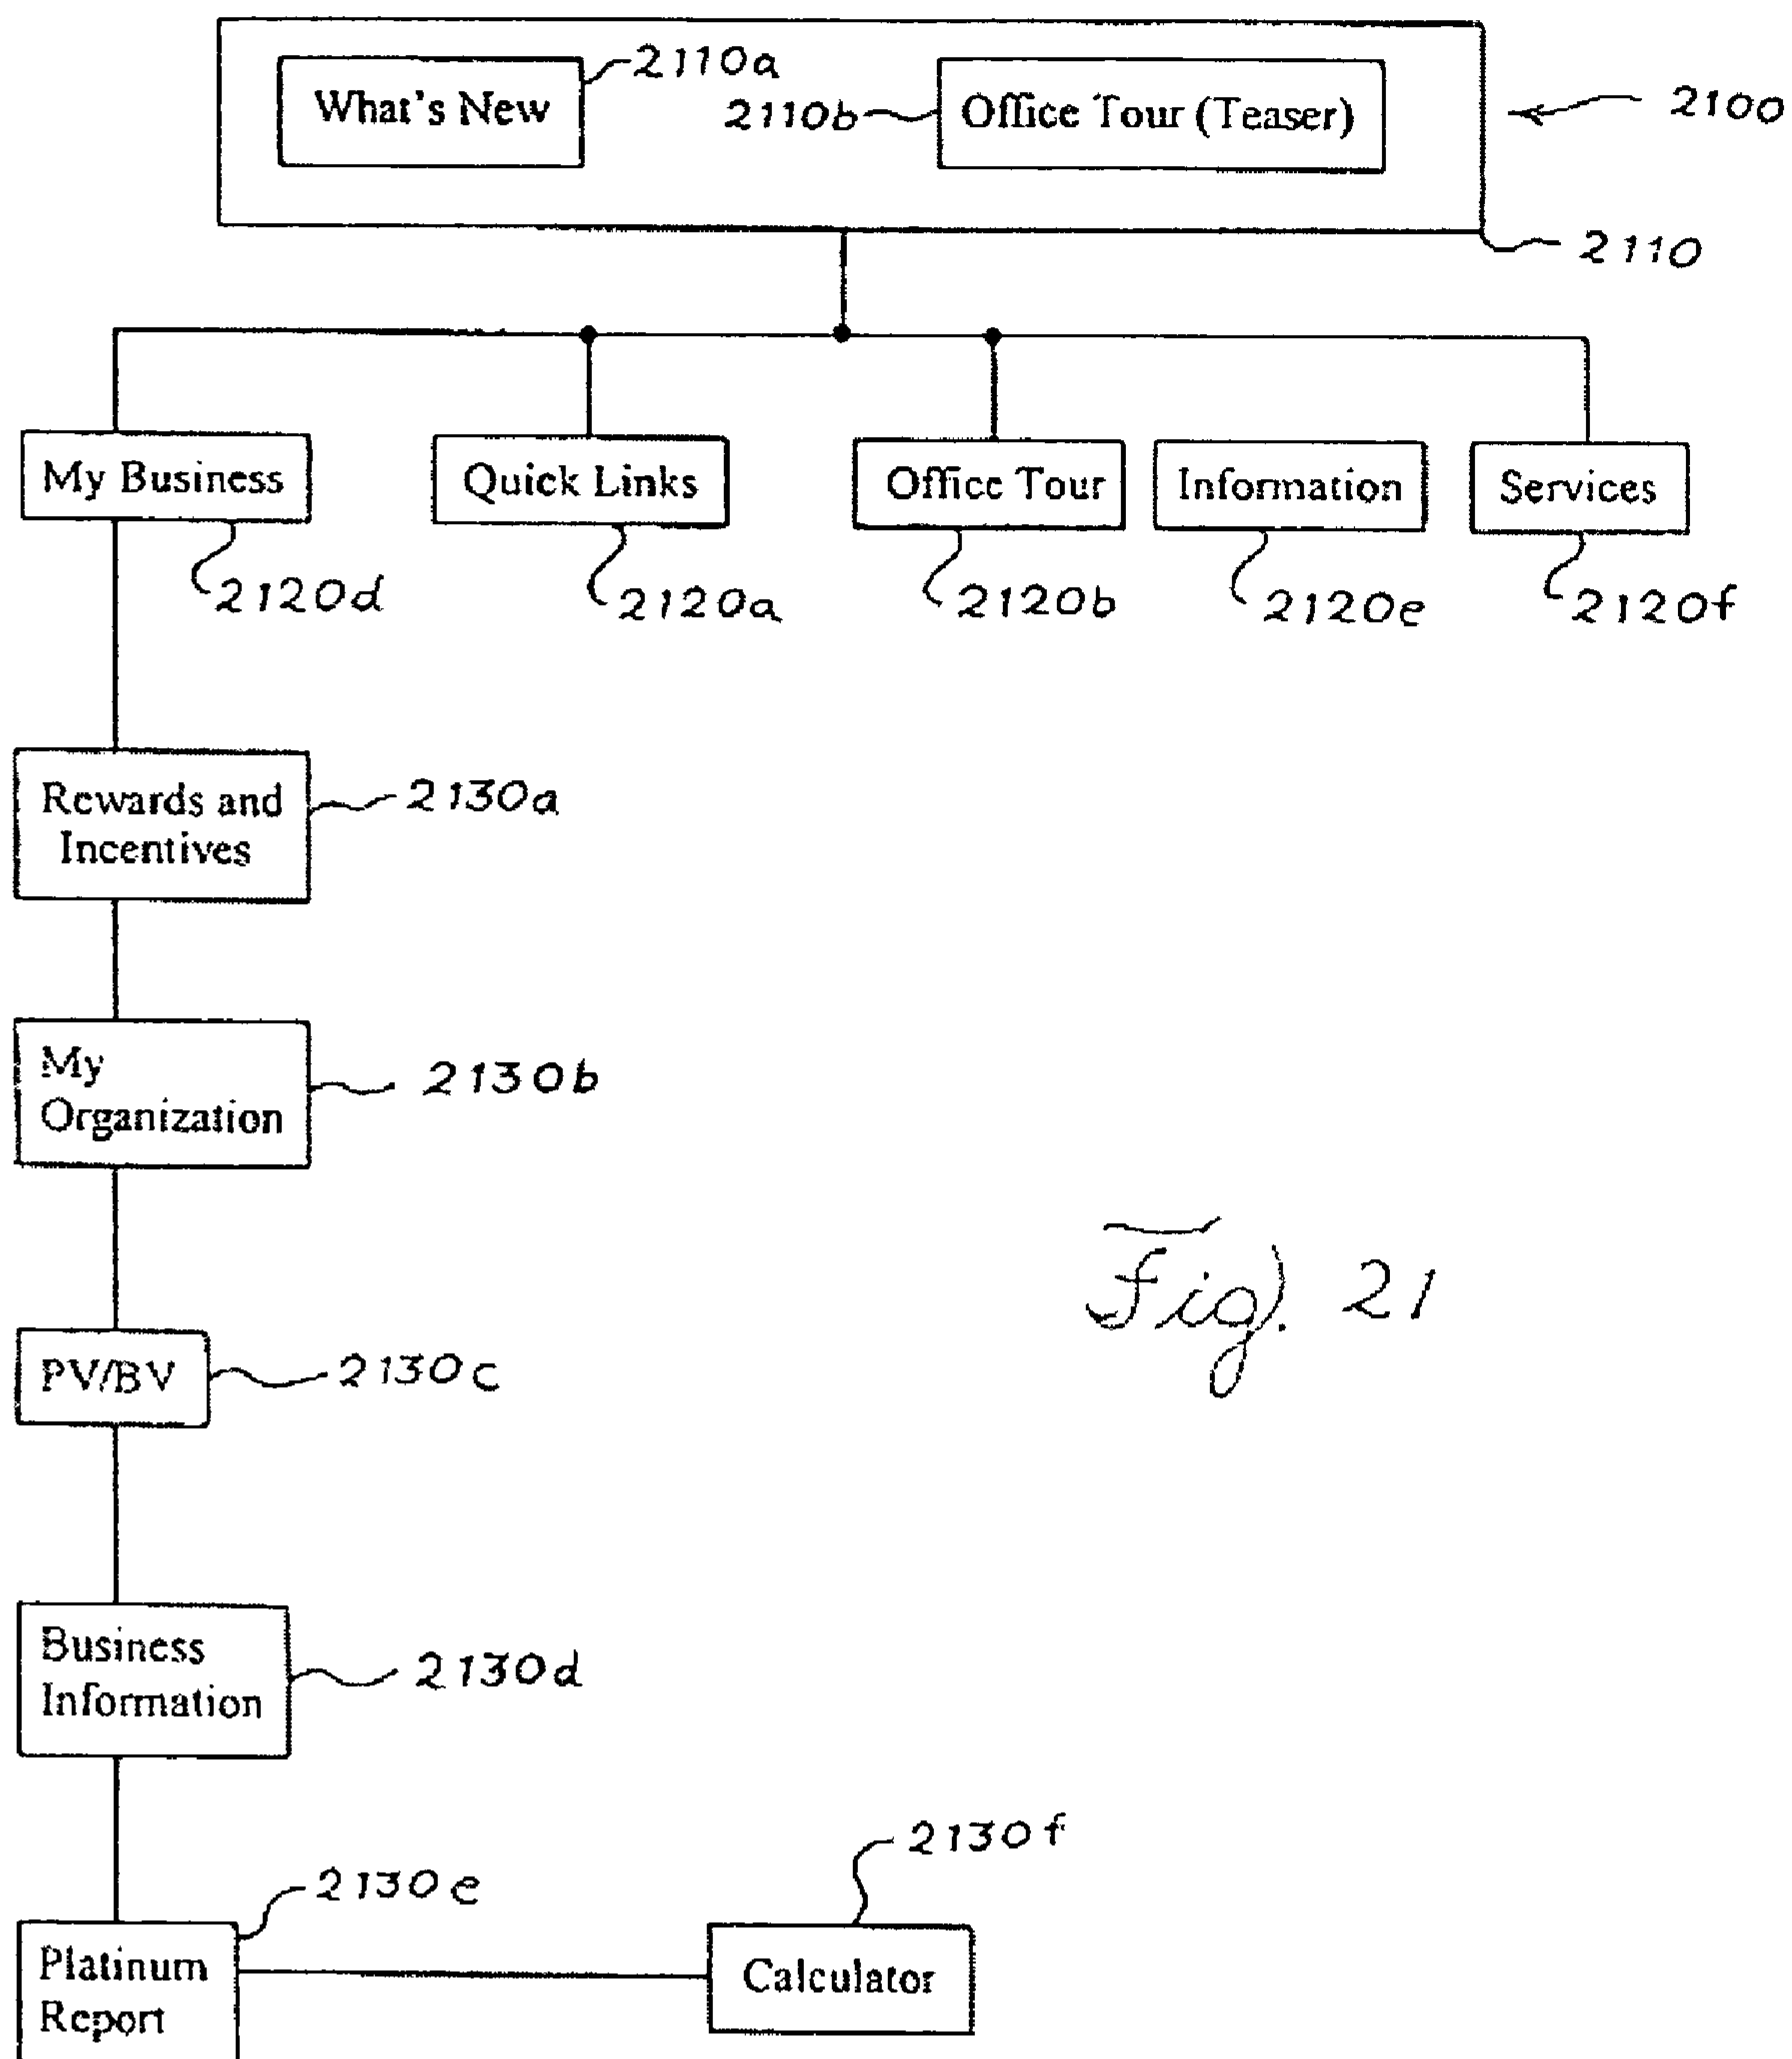 2110a
What's New
2110b
Office Tour (Teaser)
2100
2110
My Business
Quick Links
Office Tour
Information
Services
2120d
2120a
2120b
2120e
2120f
Rewards and
Incentives
2130a
My
Organization
2130b
Fig. 21
PV/BV
2130c
Business
Information
2130d
2130f
2130e
Platinum
Report
Calculator